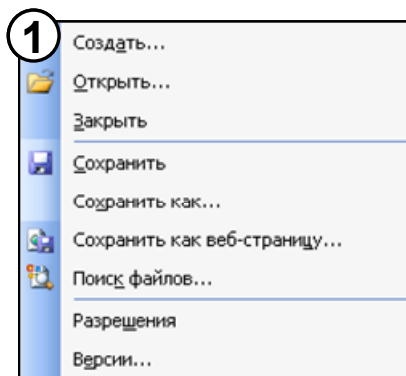 1
Создать...
Открыть...
Закрыть
Сохранить
Сохранить как...
Сохранить как веб-страницу...
Поиск файлов...
Разрешения
Версии...